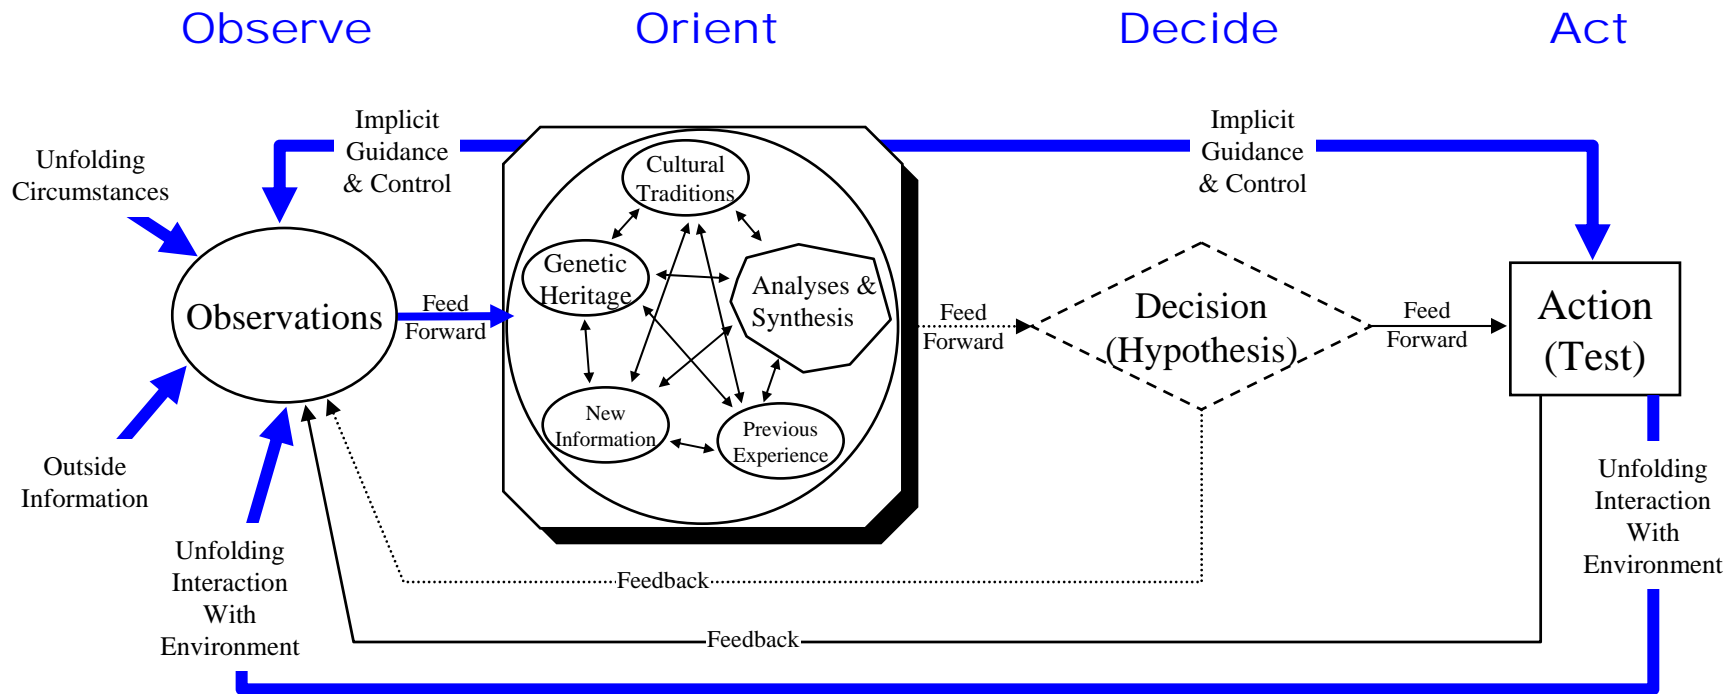 Observe
Orient
Decide
Act
Implicit
Guidance
& Control
Implicit
Guidance
& Control
Unfolding
Circumstances
Observations
Outside
Information
Unfolding
Interaction
With
Environment
Feed
Forward
Cultural
Traditions
Genetic
Heritage
Analyses &
Synthesis
New
Information
Previous
Experience
Feed
Forward
Decision
(Hypothesis)
Feed
Forward
Action
(Test)
Unfolding
Interaction
With
Environment
Feedback
Feedback